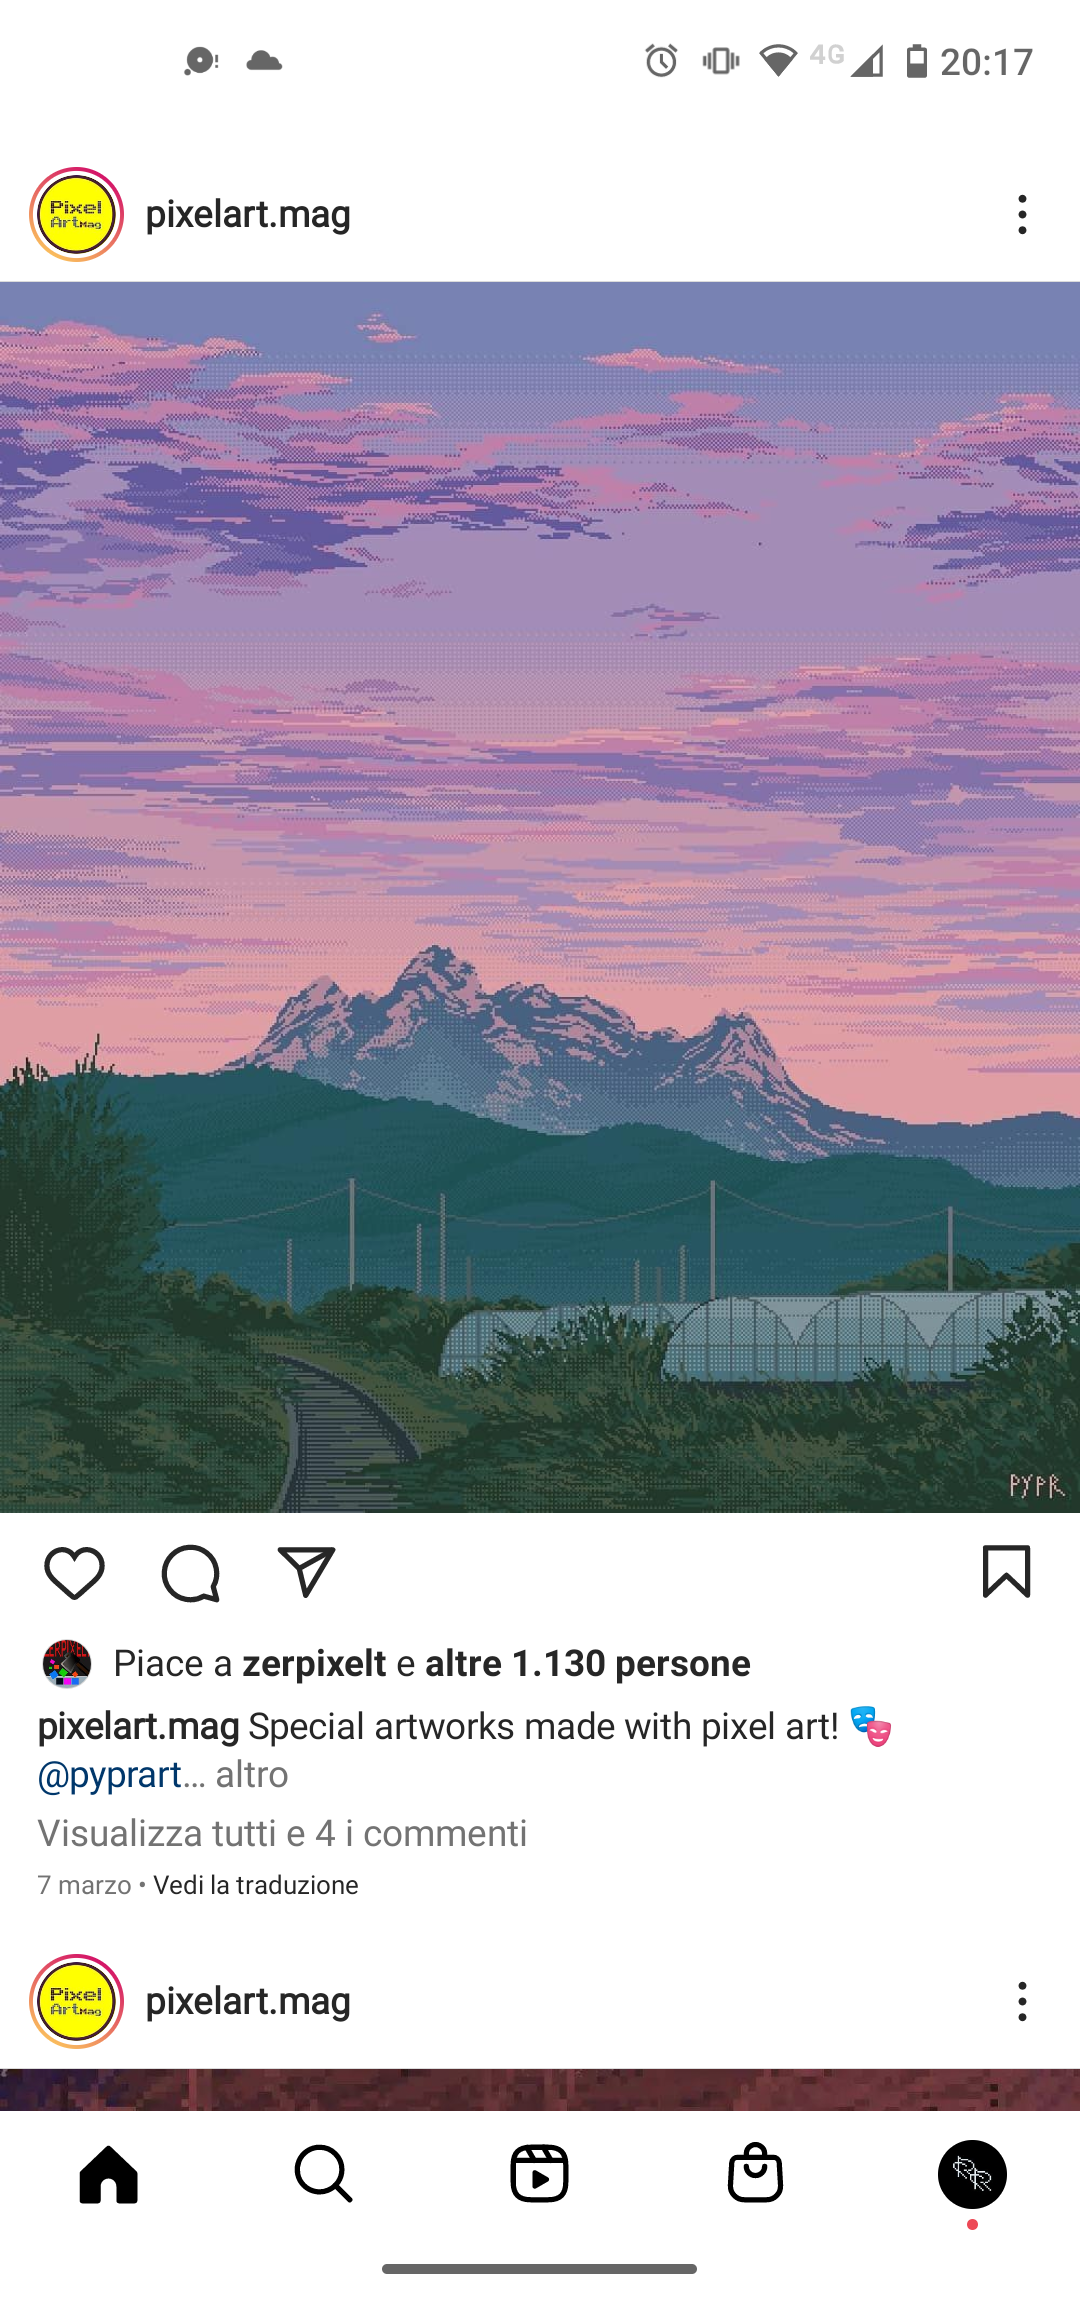 4G 20:17
Pixel
ArtMag
pixelart.mag
PYPR
Piace a zerpixelt e altre 1.130 persone
pixelart.mag Special artworks made with pixel art! 🎭
@pyprart... altro
Visualizza tutti e 4 i commenti
7 marzo • Vedi la traduzione
Pixel
ArtMag
pixelart.mag